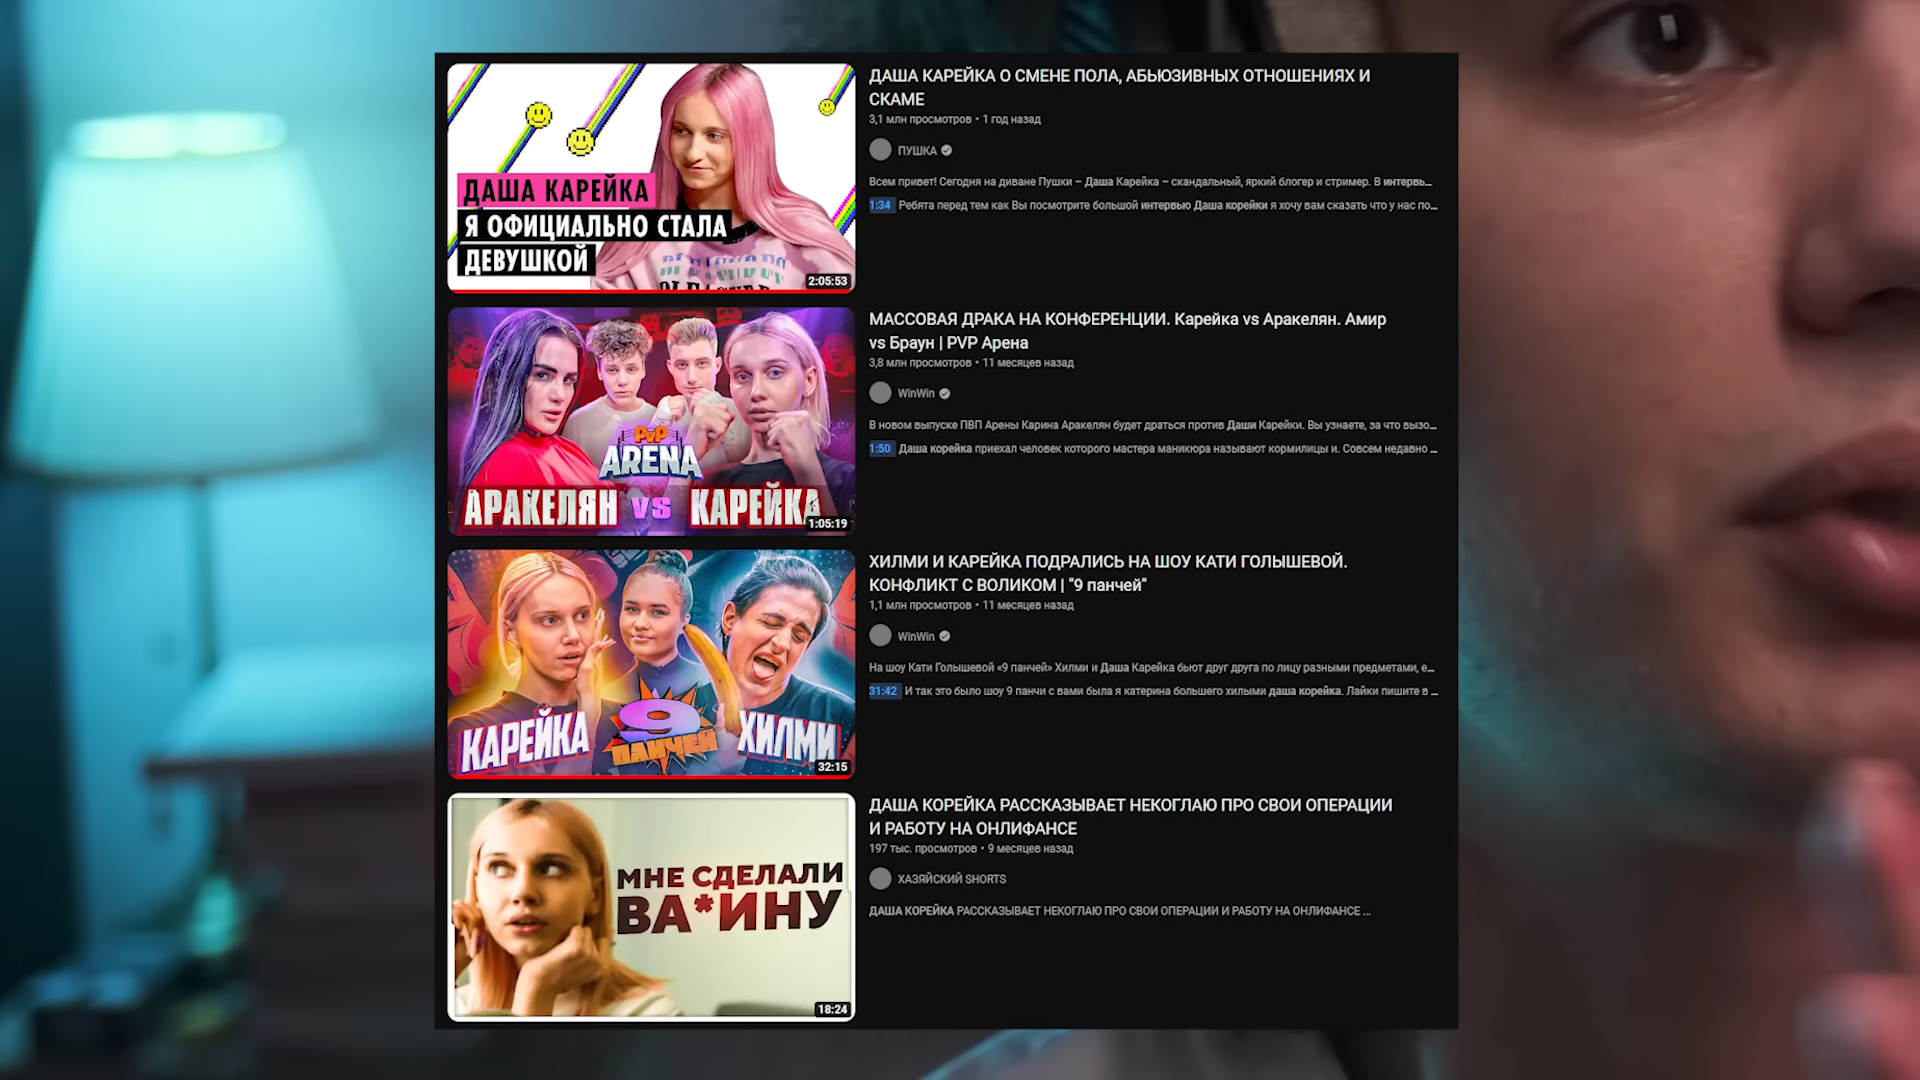 ДАША КАРЕЙКА
Я ОФИЦИАЛЬНО СТАЛА
ДЕВУШКОЙ
2:05:53
ДАША КАРЕЙКА О СМЕНЕ ПОЛА, АБЬЮЗИВНЫХ ОТНОШЕНИЯХ И
СКАМЕ
3,1 млн просмотров • 1 год назад
ПУШКА
Всем привет! Сегодня на диване Пушки – Даша Карейка – скандальный, яркий блогер и стример. В интервь...
1:34 Ребята перед тем как Вы посмотрите большой интервью Даша корейки я хочу вам сказать что у нас по...
PVP
ARENA
АРАКЕЛЯН VS КАРЕЙКА
1:05:19
МАССОВАЯ ДРАКА НА КОНФЕРЕНЦИИ. Карейка vs Аракелян. Амир
vs Браун | PVP Арена
3,8 млн просмотров • 11 месяцев назад
WinWin
В новом выпуске ПВП Арены Карина Аракелян будет драться против Даши Карейки. Вы узнаете, за что вызо...
1:50 Даша корейка приехал человек которого мастера маникюра называют кормилицы и. Совсем недавно ...
КАРЕЙКА 9 ПАНЧЕЙ ХИЛМИ
32:15
ХИЛМИ И КАРЕЙКА ПОДРАЛИСЬ НА ШОУ КАТИ ГОЛЫШЕВОЙ.
КОНФЛИКТ С ВОЛИКОМ | "9 панчей"
1,1 млн просмотров • 11 месяцев назад
WinWin
На шоу Кати Голышевой «9 панчей» Хилми и Даша Карейка бьют друг друга по лицу разными предметами, е...
31:42 И так это было шоу 9 панчи с вами была я катерина большего хилыми даша корейка. Лайки пишите в ...
МНЕ СДЕЛАЛИ
ВА*ИНУ
18:24
ДАША КОРЕЙКА РАССКАЗЫВАЕТ НЕКОГЛАЮ ПРО СВОИ ОПЕРАЦИИ
И РАБОТУ НА ОНЛИФАНСЕ
197 тыс. просмотров • 9 месяцев назад
ХАЗЯЙСКИЙ SHORTS
ДАША КОРЕЙКА РАССКАЗЫВАЕТ НЕКОГЛАЮ ПРО СВОИ ОПЕРАЦИИ И РАБОТУ НА ОНЛИФАНСЕ ...